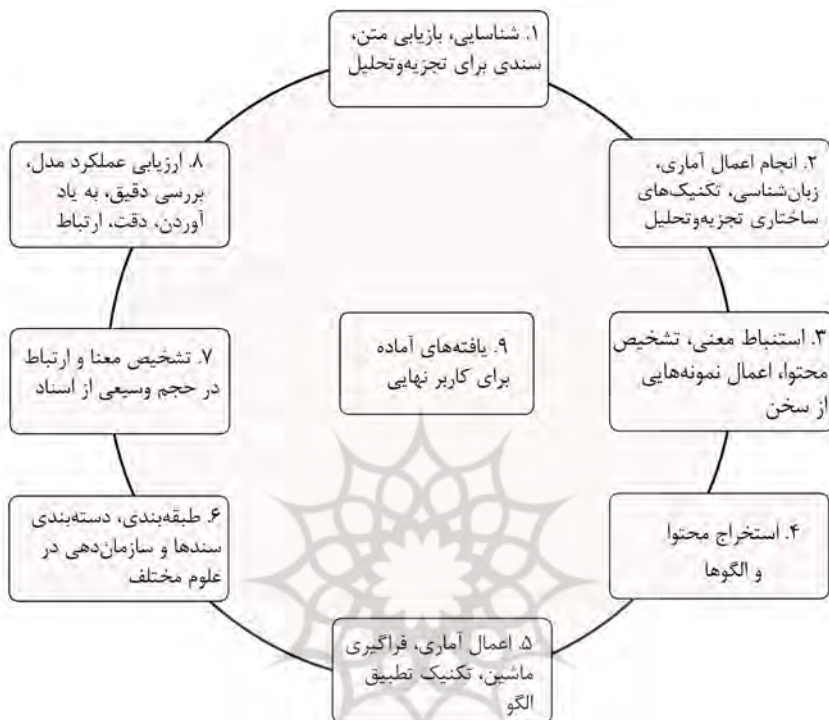 ۱. شناسایی، بازیابی متن،
سندی برای تجزیه‌وتحلیل
۲. انجام اعمال آماری،
زبان‌شناسی، تکنیک‌های
ساختاری تجزیه‌وتحلیل
۳. استنباط معنی، تشخیص
محتوا، اعمال نمونه‌هایی
از سخن
۴. استخراج محتوا
و الگوها
۵. اعمال آماری، فراگیری
ماشین، تکنیک تطبیق
الگو
۶. طبقه‌بندی، دسته‌بندی
سندها و سازمان‌دهی در
علوم مختلف
۷. تشخیص معنا و ارتباط
در حجم وسیعی از اسناد
۸. ارزیابی عملکرد مدل،
بررسی دقیق، به یاد
آوردن، دقت، ارتباط
۹. یافته‌های آماده
برای کاربر نهایی